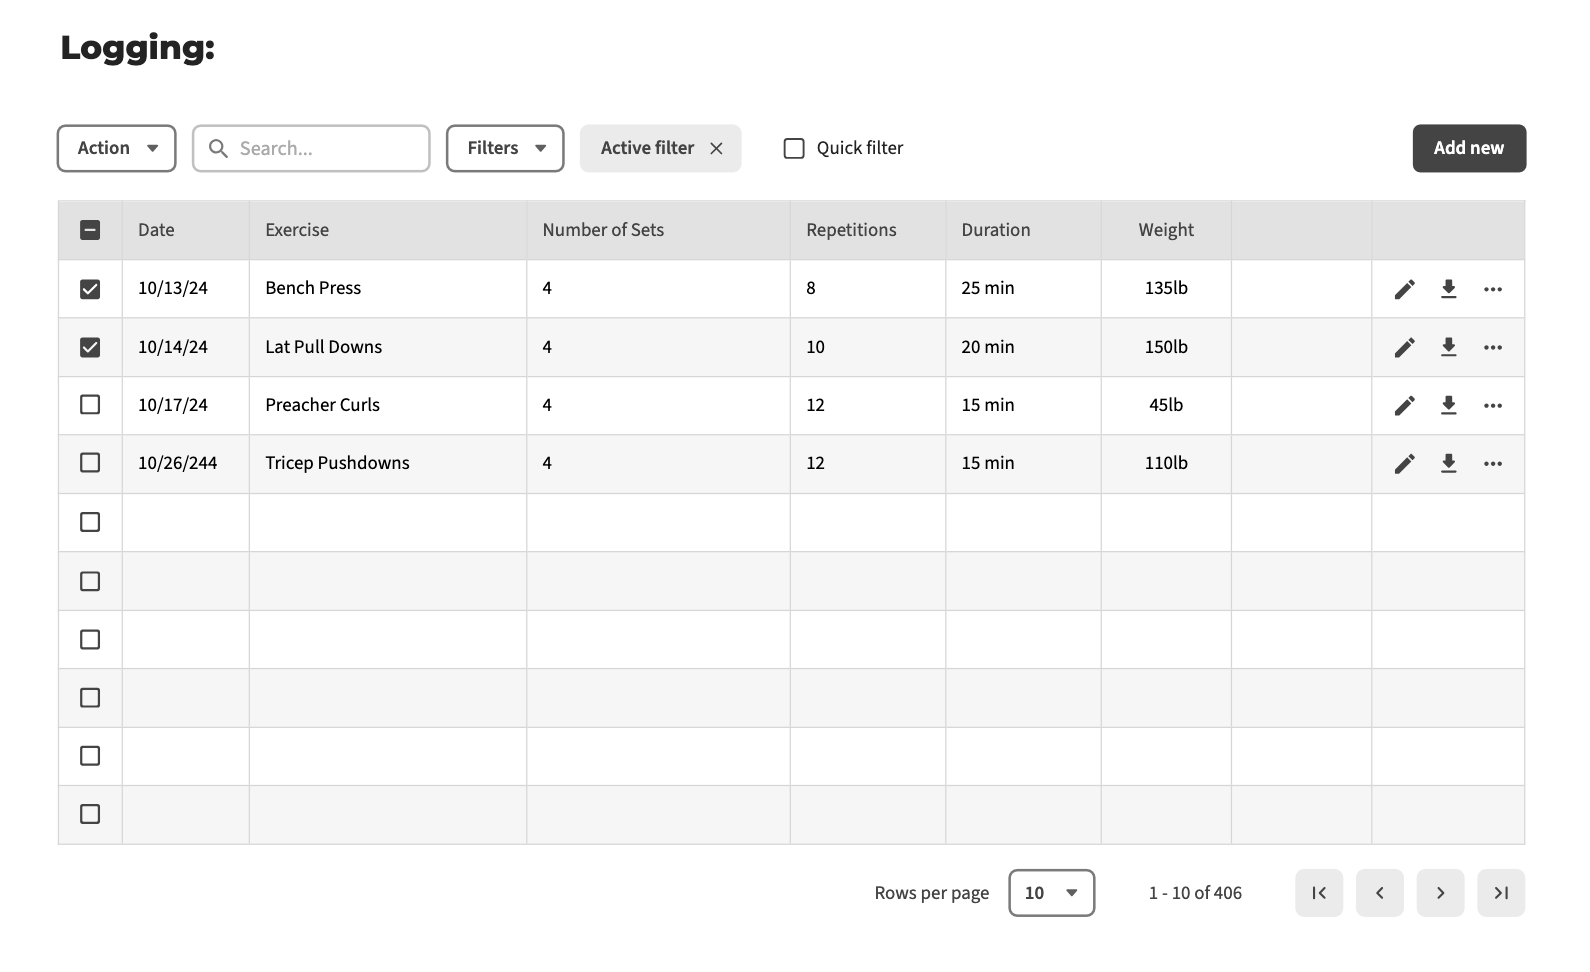 Logging:
Action Search... Filters Active filter Quick filter Add new
Date Exercise Number of Sets Repetitions Duration Weight
10/13/24 Bench Press 4 8 25 min 135lb
10/14/24 Lat Pull Downs 4 10 20 min 150lb
10/17/24 Preacher Curls 4 12 15 min 45lb
10/26/244 Tricep Pushdowns 4 12 15 min 110lb
Rows per page 10 1 - 10 of 406